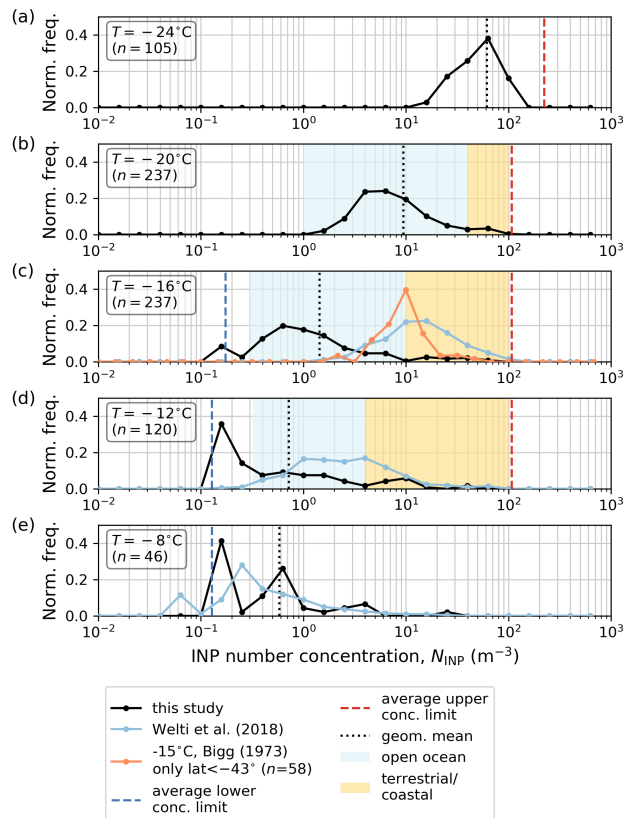 (a)
T = −24°C
(n = 105)
Norm. freq.
0.4
0.2
0.0
10⁻² 10⁻¹ 10⁰ 10¹ 10² 10³
(b)
T = −20°C
(n = 237)
Norm. freq.
0.4
0.2
0.0
10⁻² 10⁻¹ 10⁰ 10¹ 10² 10³
(c)
T = −16°C
(n = 237)
Norm. freq.
0.4
0.2
0.0
10⁻² 10⁻¹ 10⁰ 10¹ 10² 10³
(d)
T = −12°C
(n = 120)
Norm. freq.
0.4
0.2
0.0
10⁻² 10⁻¹ 10⁰ 10¹ 10² 10³
(e)
T = −8°C
(n = 46)
Norm. freq.
0.4
0.2
0.0
10⁻² 10⁻¹ 10⁰ 10¹ 10² 10³
INP number concentration, N_INP (m⁻³)
this study
Welti et al. (2018)
-15°C, Bigg (1973)
only lat<−43° (n=58)
average lower
conc. limit
average upper
conc. limit
geom. mean
open ocean
terrestrial/
coastal